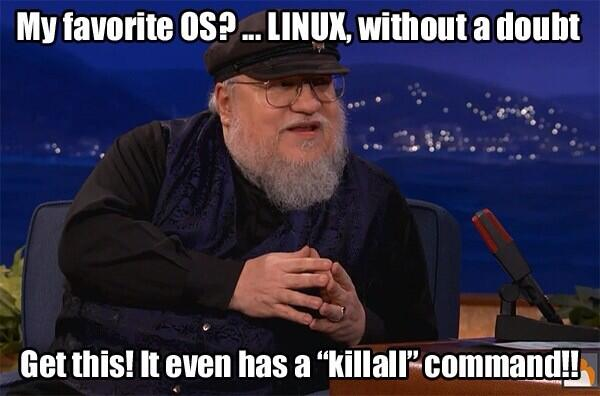 My favorite OS? ... LINUX, without a doubt
Get this! It even has a “killall” command!!